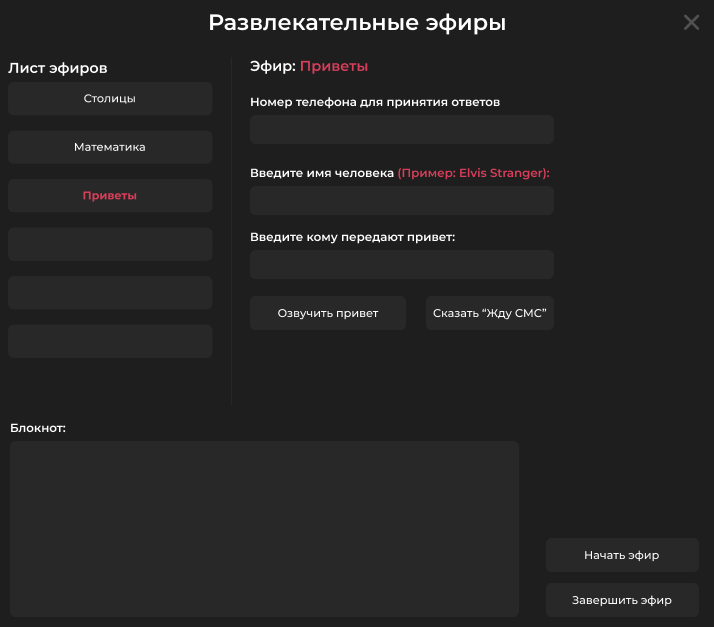 Развлекательные эфиры
Лист эфиров
Столицы
Математика
Приветы
Эфир: Приветы
Номер телефона для принятия ответов
Введите имя человека (Пример: Elvis Stranger):
Введите кому передают привет:
Озвучить привет
Сказать “Жду СМС”
Блокнот:
Начать эфир
Завершить эфир